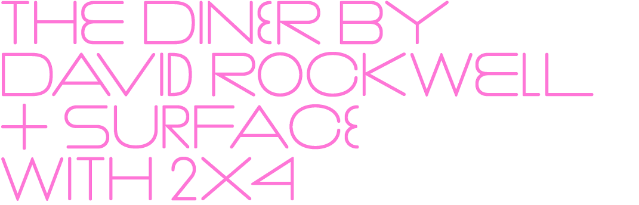 THE DINER BY
DAVID ROCKWELL
+ SURFACE
WITH 2X4